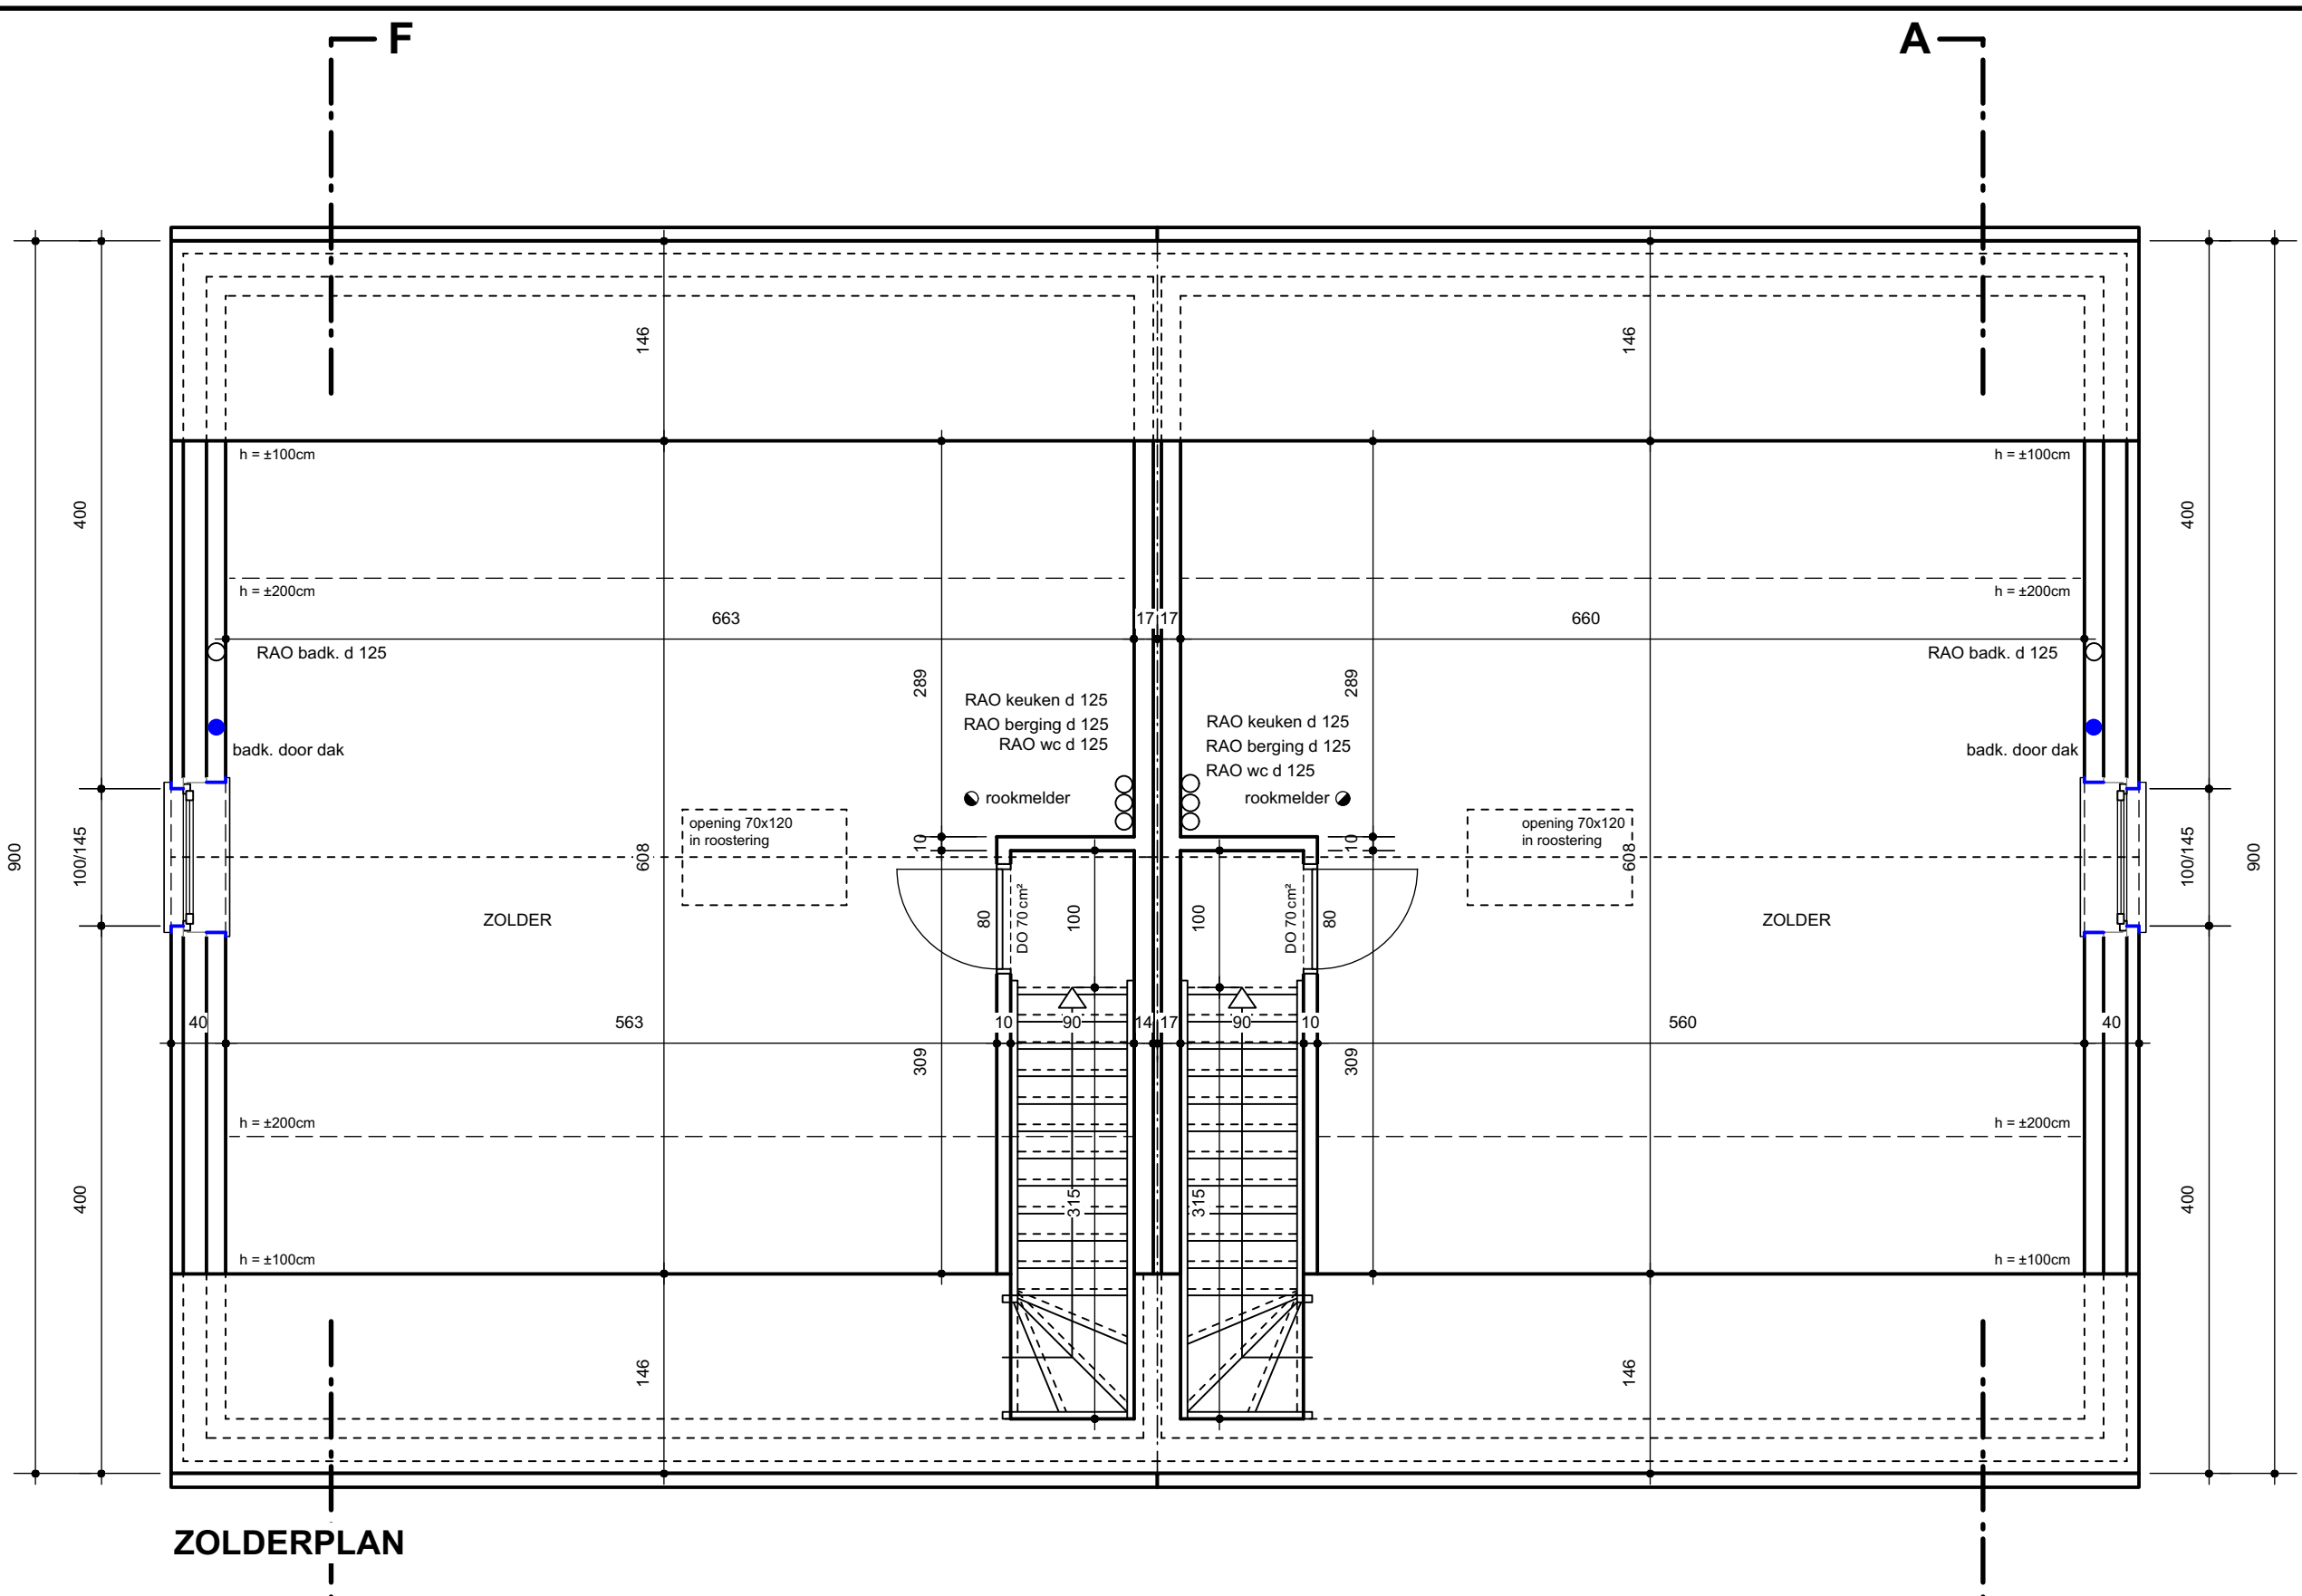 F
A
146
146
h = ±100cm
h = ±100cm
400
400
h = ±200cm
h = ±200cm
663
17
17
660
RAO badk. d 125
RAO badk. d 125
289
289
RAO keuken d 125
RAO berging d 125
RAO wc d 125
RAO keuken d 125
RAO berging d 125
RAO wc d 125
badk. door dak
badk. door dak
rookmelder
rookmelder
opening 70x120
in roostering
opening 70x120
in roostering
10
10
900
100/145
608
608
100/145
900
ZOLDER
80
DO 70 cm²
100
100
DO 70 cm²
80
ZOLDER
40
563
10
90
14
17
90
10
560
40
309
309
h = ±200cm
h = ±200cm
400
315
315
400
h = ±100cm
h = ±100cm
146
146
ZOLDERPLAN